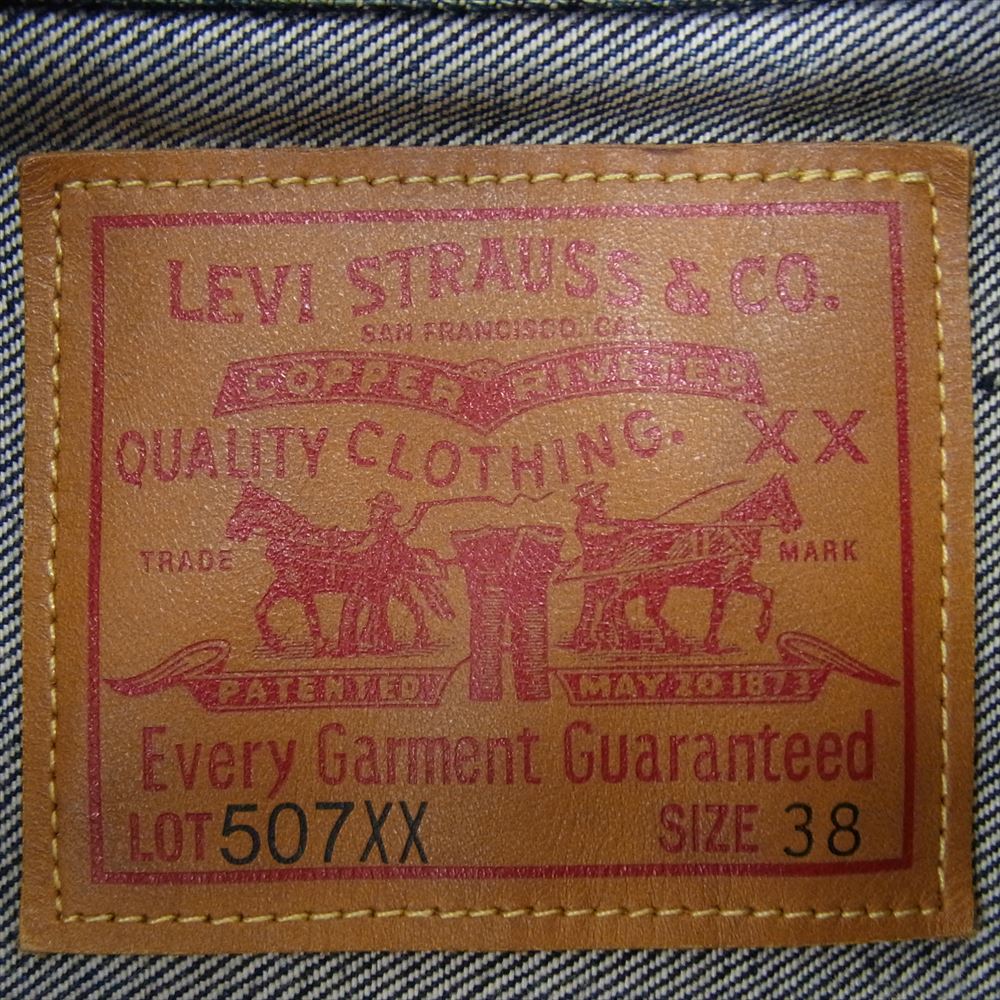 LEVI STRAUSS & CO.
SAN FRANCISCO, CAL.
COPPER RIVETED
QUALITY CLOTHING. XX
TRADE MARK
PATENTED MAY 20 1873
Every Garment Guaranteed
LOT 507XX SIZE 38